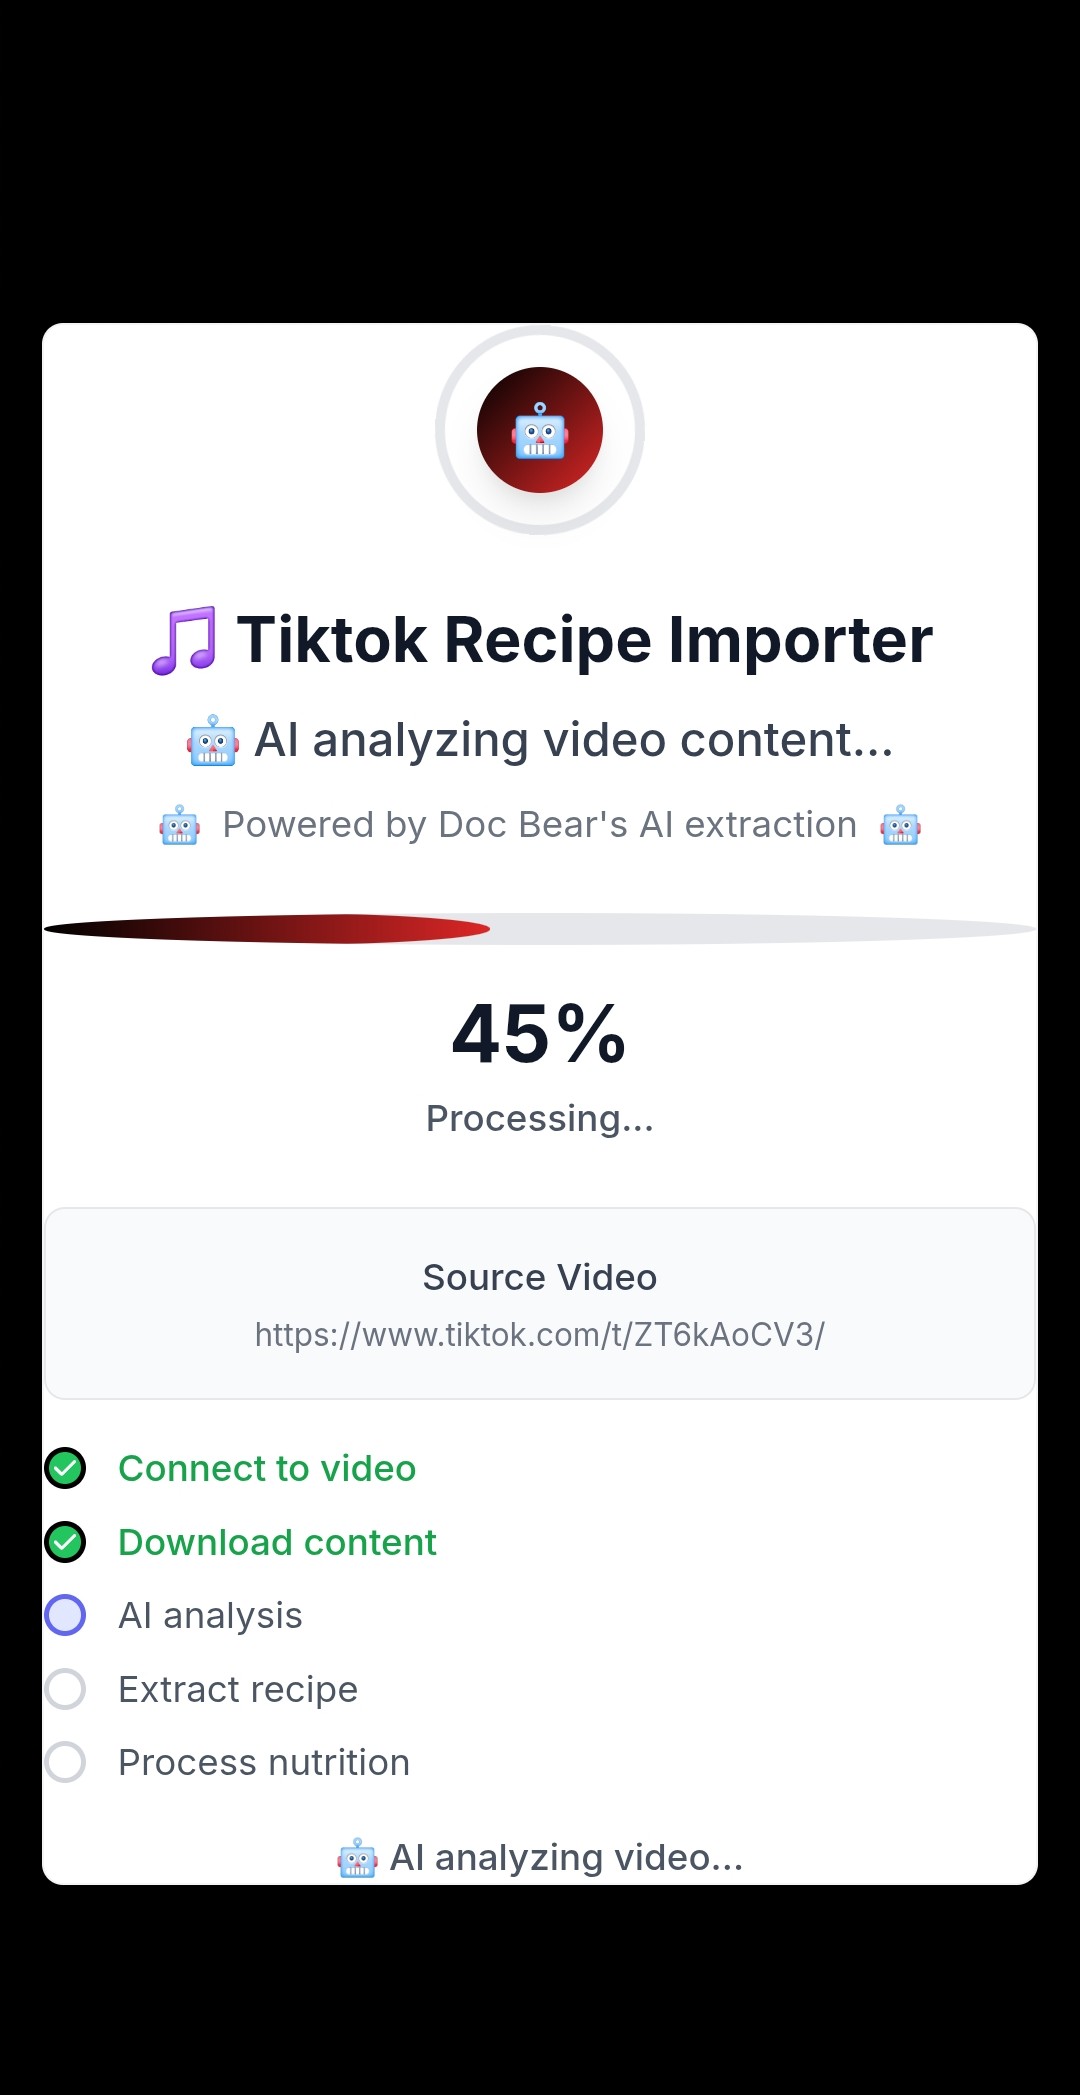 🎵 Tiktok Recipe Importer
🤖 AI analyzing video content...
🤖 Powered by Doc Bear's AI extraction 🤖
45%
Processing...
Source Video
https://www.tiktok.com/t/ZT6kAoCV3/
Connect to video
Download content
AI analysis
Extract recipe
Process nutrition
🤖 AI analyzing video...